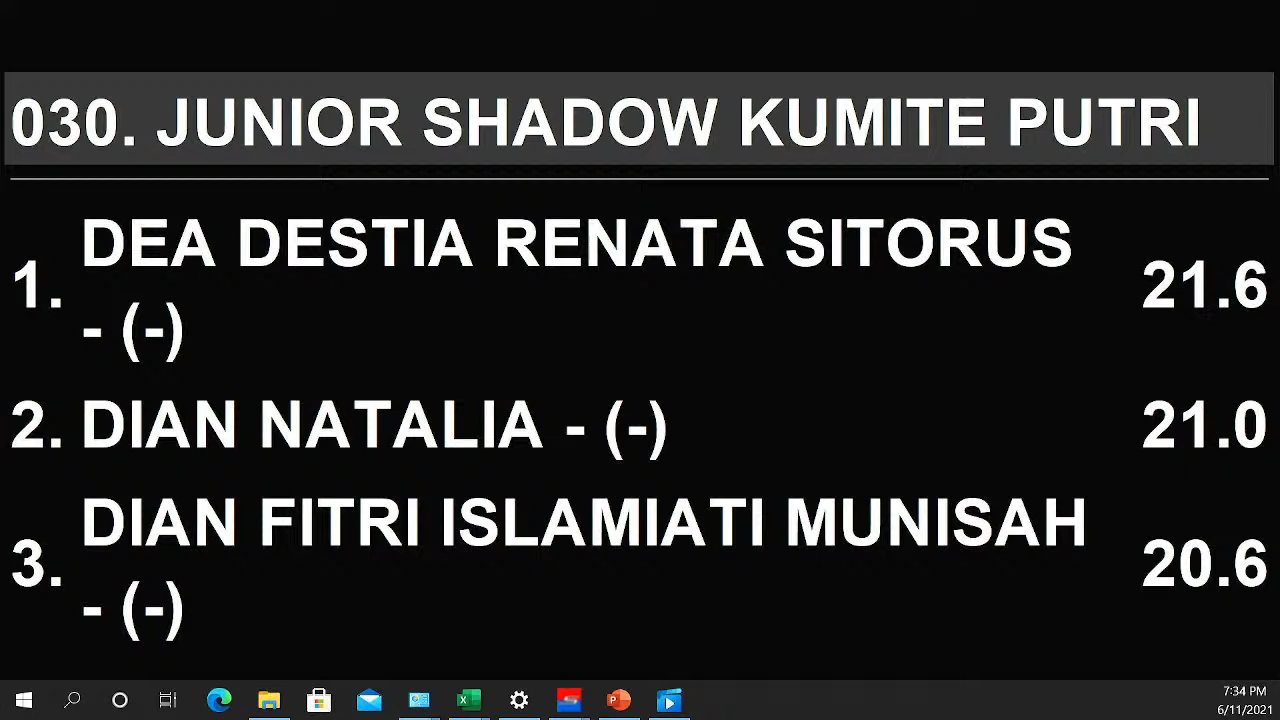 030. JUNIOR SHADOW KUMITE PUTRI
1. DEA DESTIA RENATA SITORUS 21.6
- (-)
2. DIAN NATALIA - (-) 21.0
3. DIAN FITRI ISLAMIATI MUNISAH 20.6
- (-)
7:34 PM
6/11/2021